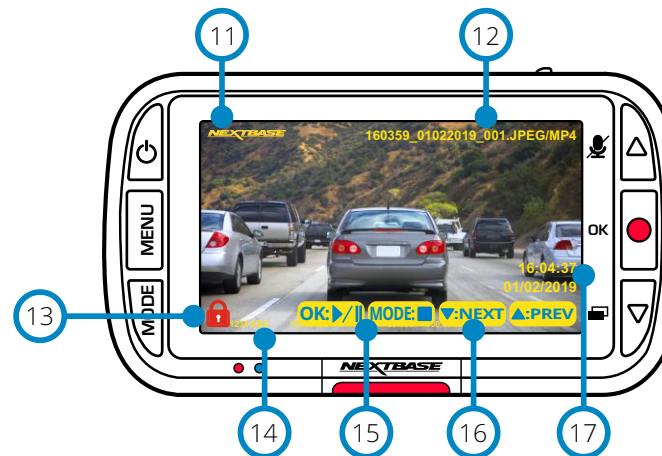 11
12
NEXTBASE
160359_01022019_001.JPEG/MP4
MENU
OK
16:04:37
01/02/2019
13
MODE
OK: ▶/II MODE: ■ ▼:NEXT ▲:PREV
NEXTBASE
14
15
16
17